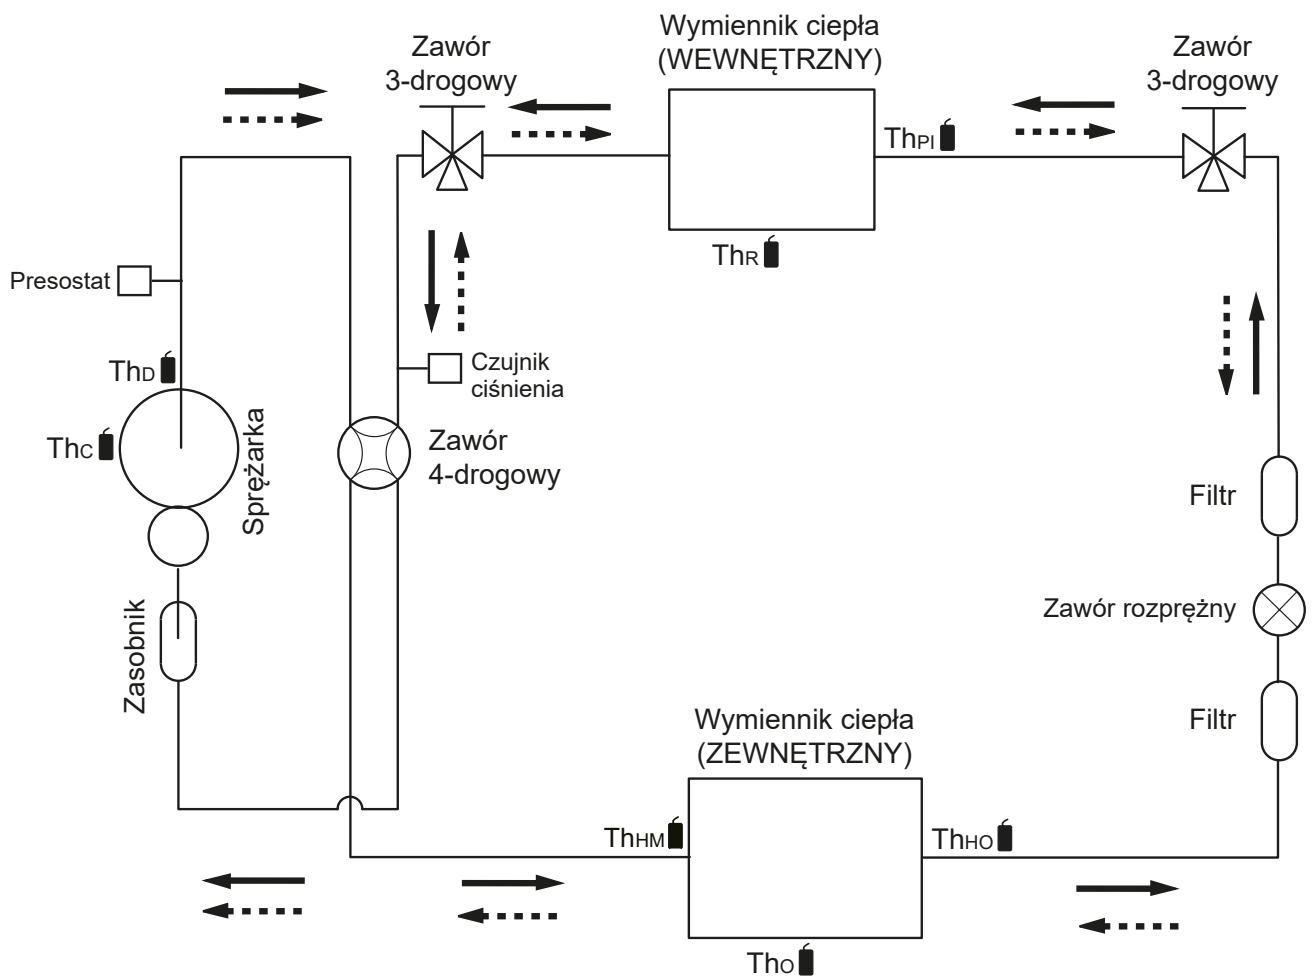 Wymiennik ciepła
(WEWNĘTRZNY)
Zawór
3-drogowy
Zawór
3-drogowy
ThPI
ThR
Presostat
ThD
Czujnik
ciśnienia
ThC
Sprężarka
Zawór
4-drogowy
Filtr
Zawór rozprężny
Zasobnik
Filtr
Wymiennik ciepła
(ZEWNĘTRZNY)
ThHM
ThHO
ThO